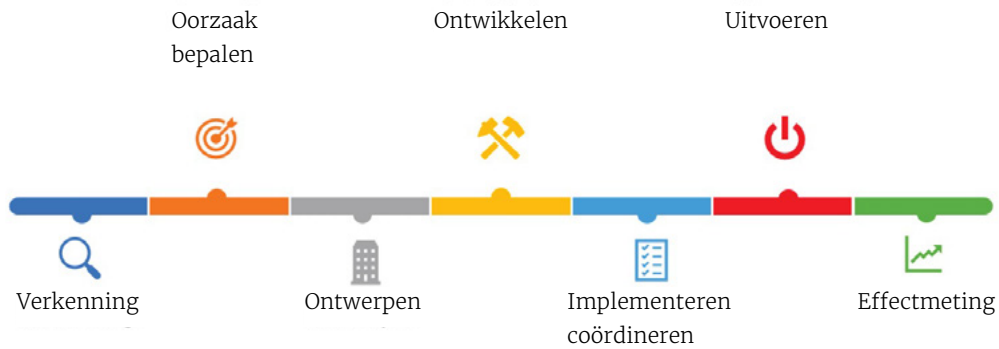 Oorzaak
bepalen
Ontwikkelen
Uitvoeren
Verkenning
Ontwerpen
Implementeren
coördineren
Effectmeting